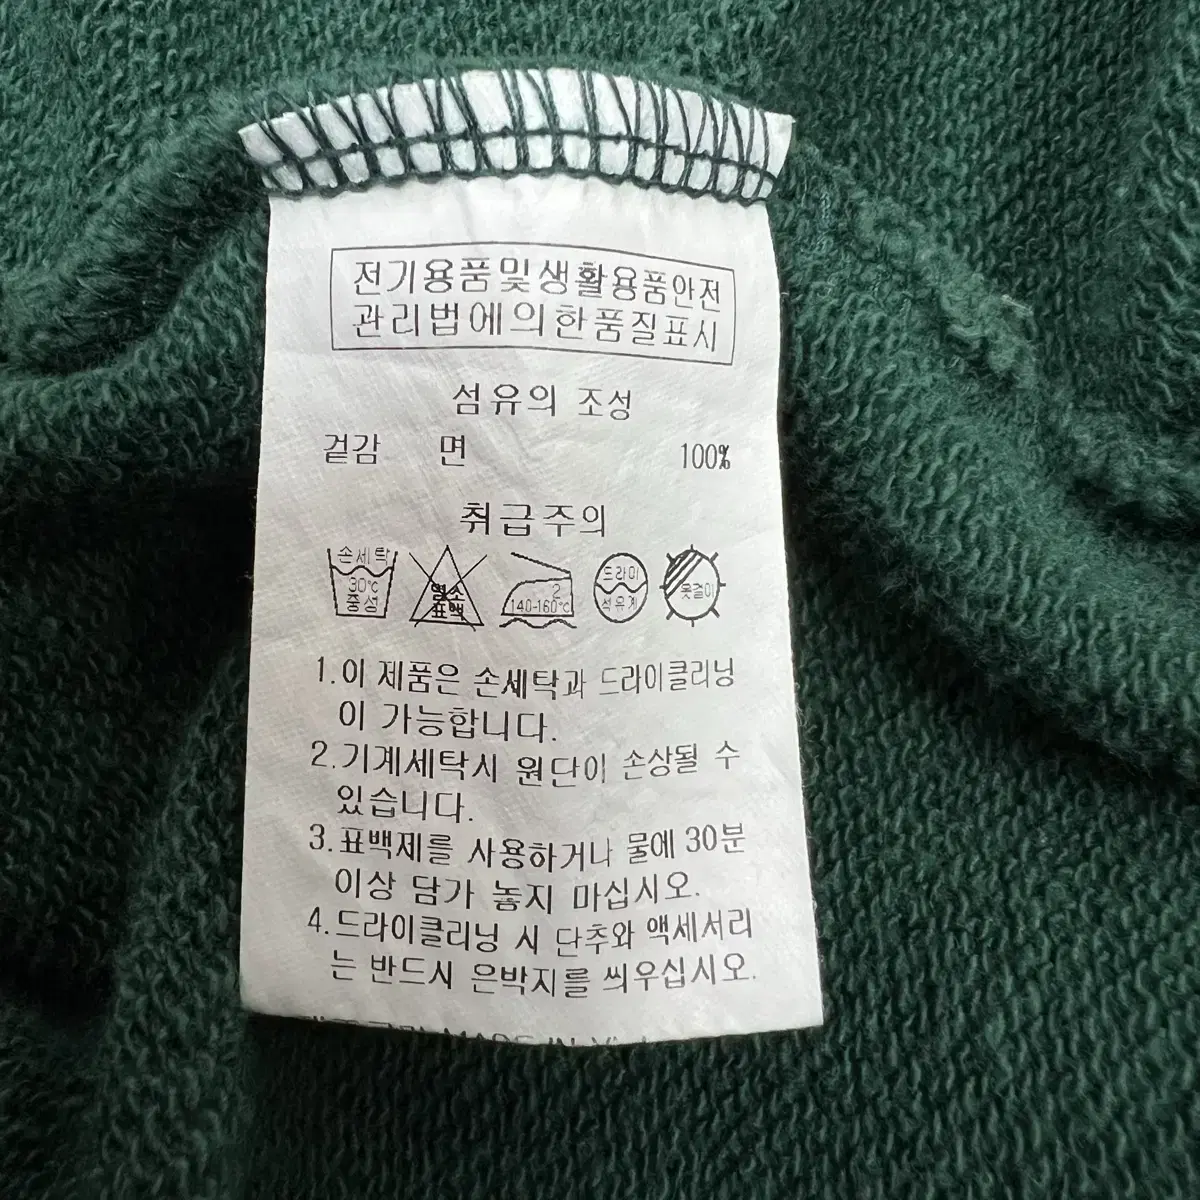 전기용품및생활용품안전
관리법에의한품질표시
섬유의 조성
겉감 면 100%
취급주의
손세탁
30℃
중성
염소
표백
2
140-160℃
드라이
석유계
옷걸이
1.이 제품은 손세탁과 드라이클리닝
이 가능합니다.
2.기계세탁시 원단이 손상될 수
있습니다.
3.표백제를 사용하거나 물에 30분
이상 담가 놓지 마십시오.
4.드라이클리닝 시 단추와 액세서리
는 반드시 은박지를 씌우십시오.
MADE IN